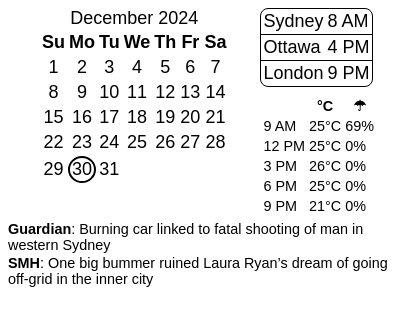 December 2024
Su Mo Tu We Th Fr Sa
1 2 3 4 5 6 7
8 9 10 11 12 13 14
15 16 17 18 19 20 21
22 23 24 25 26 27 28
29 30 31
Sydney 8 AM
Ottawa 4 PM
London 9 PM
°C ☂
9 AM 25°C 69%
12 PM 25°C 0%
3 PM 26°C 0%
6 PM 25°C 0%
9 PM 21°C 0%
Guardian: Burning car linked to fatal shooting of man in
western Sydney
SMH: One big bummer ruined Laura Ryan’s dream of going
off-grid in the inner city